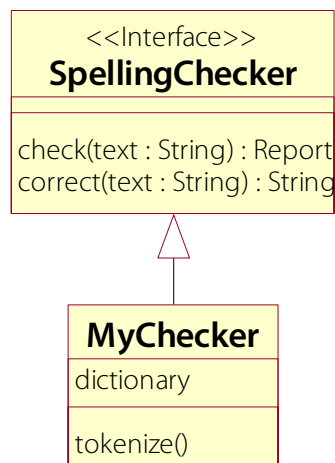 <<Interface>>
SpellingChecker
check(text : String) : Report
correct(text : String) : String
MyChecker
dictionary
tokenize()